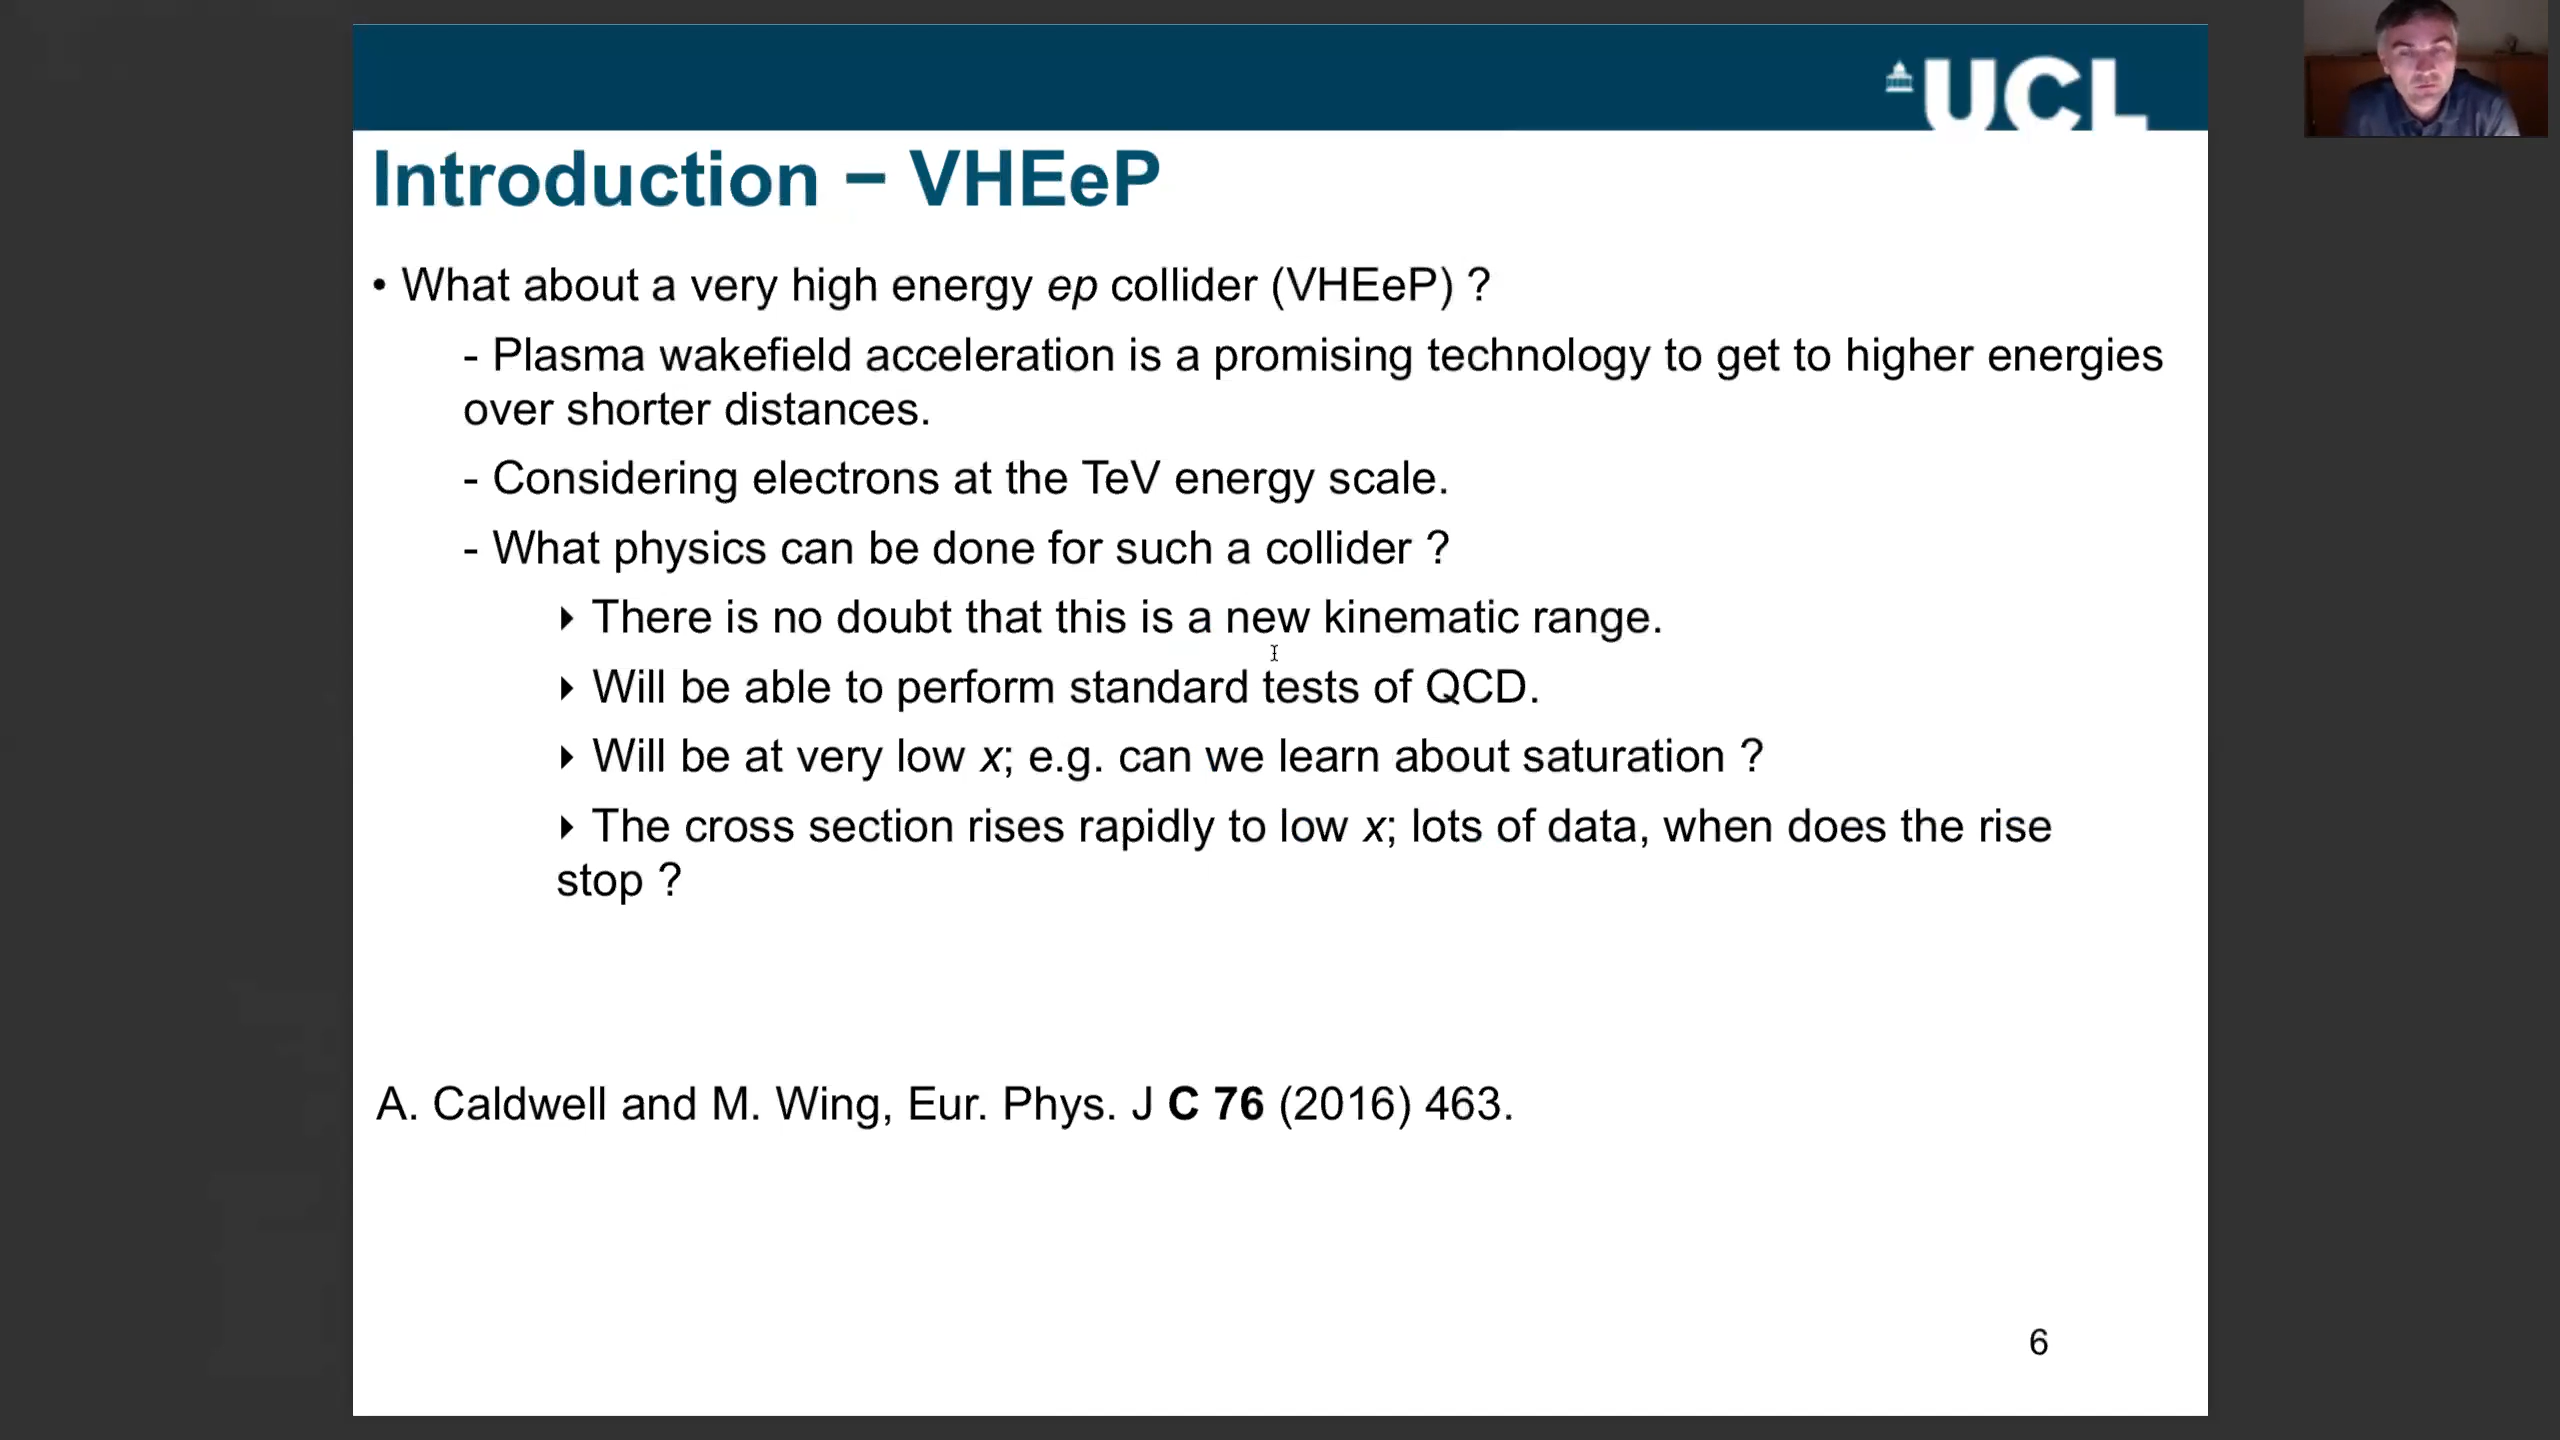 UCL
Introduction − VHEeP
• What about a very high energy ep collider (VHEeP) ?
- Plasma wakefield acceleration is a promising technology to get to higher energies
over shorter distances.
- Considering electrons at the TeV energy scale.
- What physics can be done for such a collider ?
‣ There is no doubt that this is a new kinematic range.
‣ Will be able to perform standard tests of QCD.
‣ Will be at very low x; e.g. can we learn about saturation ?
‣ The cross section rises rapidly to low x; lots of data, when does the rise
stop ?
A. Caldwell and M. Wing, Eur. Phys. J C 76 (2016) 463.
6